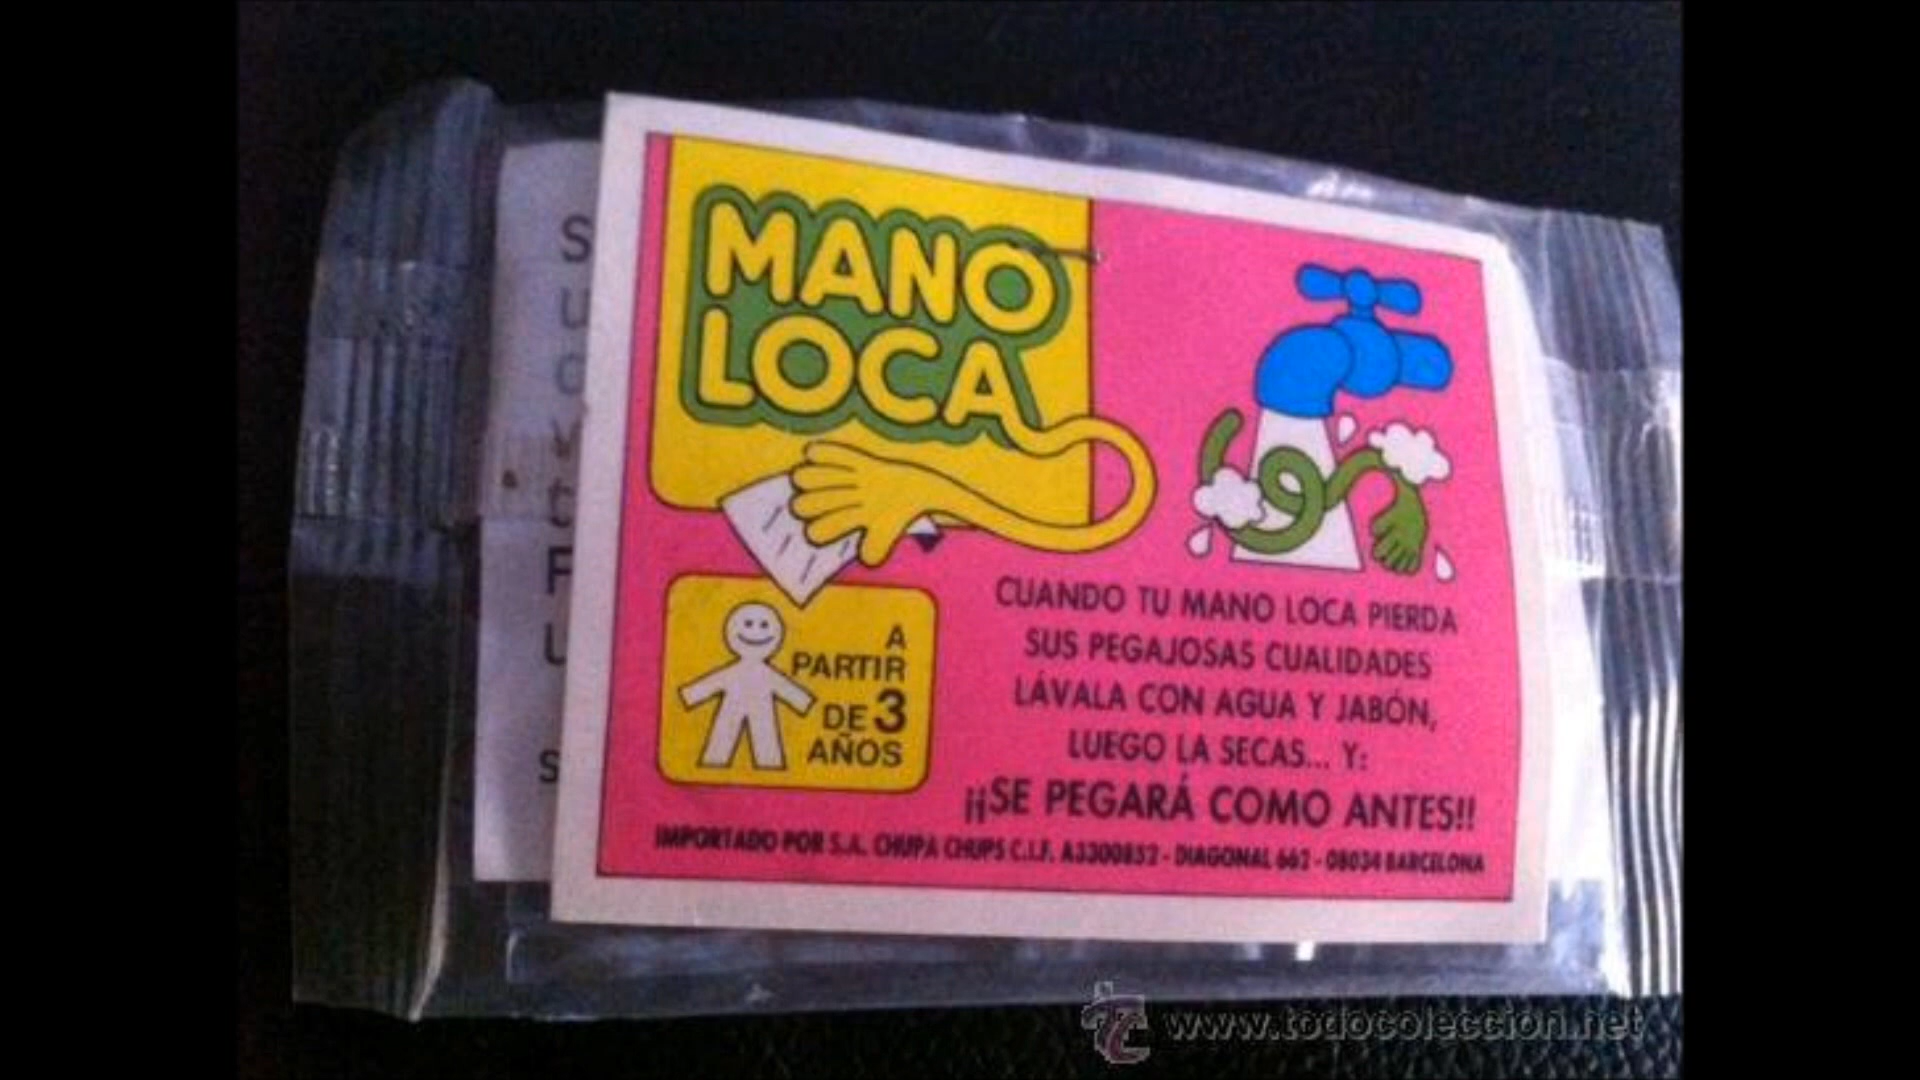 MANO
LOCA
A
PARTIR
DE 3
AÑOS
CUANDO TU MANO LOCA PIERDA
SUS PEGAJOSAS CUALIDADES
LÁVALA CON AGUA Y JABÓN,
LUEGO LA SECAS... Y:
¡¡SE PEGARÁ COMO ANTES!!
IMPORTADO POR S.A. CHUPA CHUPS C.I.F. A3300852 - DIAGONAL 662 - 08034 BARCELONA
www.todocoleccion.net